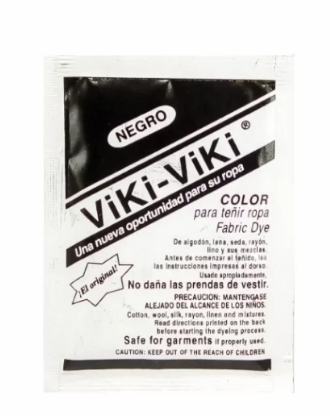 NEGRO
ViKi-ViKi®
Una nueva oportunidad para su ropa
COLOR
para teñir ropa
Fabric Dye
¡El original!
De algodón, lana, seda, rayón,
lino y sus mezclas
Antes de comenzar el teñido, lea
las instrucciones impresas al dorso.
Usado apropiadamente,
No daña las prendas de vestir.
PRECAUCION: MANTENGASE
ALEJADO DEL ALCANCE DE LOS NIÑOS.
Cotton, wool, silk, rayon, linen and mixtures.
Read directions printed on the back
before starting the dyeing process.
Safe for garments if properly used.
CAUTION: KEEP OUT OF THE REACH OF CHILDREN